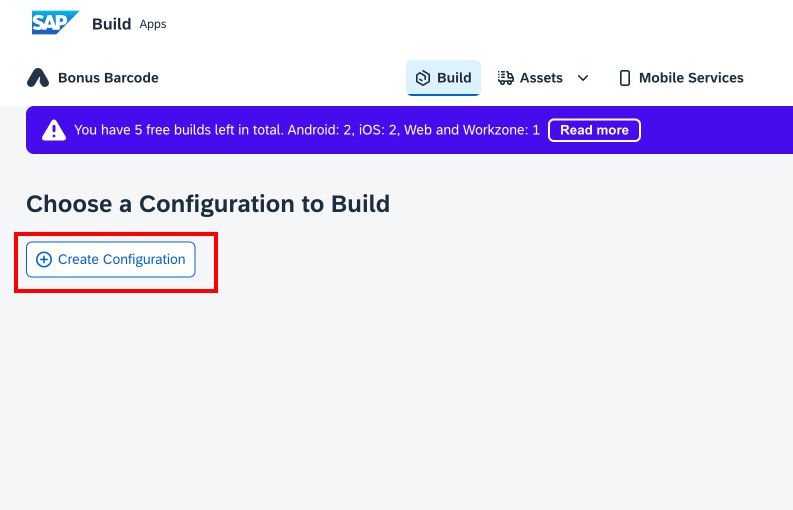 SAP Build Apps
Bonus Barcode Build Assets Mobile Services
You have 5 free builds left in total. Android: 2, iOS: 2, Web and Workzone: 1 Read more
Choose a Configuration to Build
Create Configuration